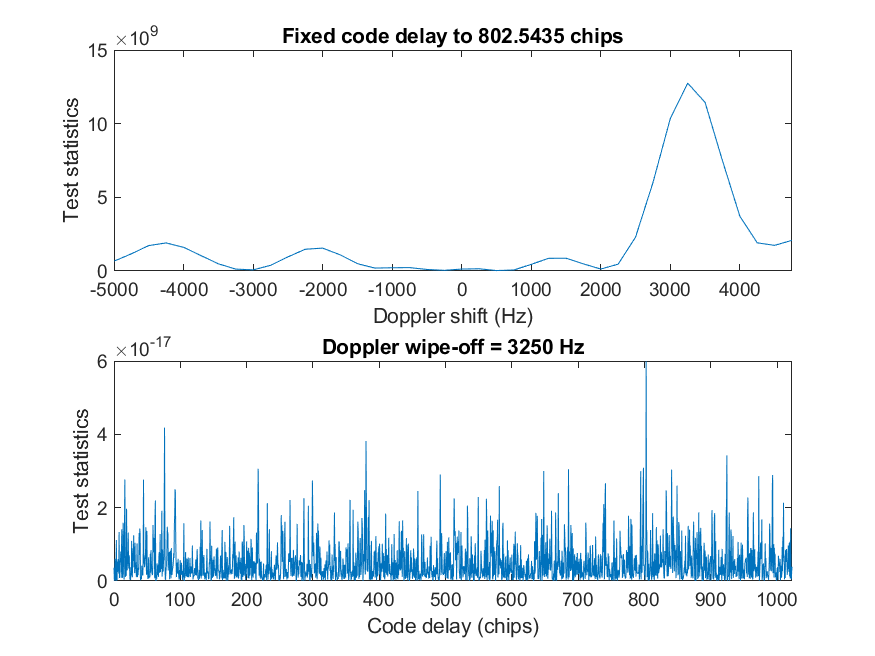 ×10^9
Fixed code delay to 802.5435 chips
15
10
5
0
Test statistics
-5000 -4000 -3000 -2000 -1000 0 1000 2000 3000 4000
Doppler shift (Hz)
×10^-17
Doppler wipe-off = 3250 Hz
6
4
2
0
Test statistics
0 100 200 300 400 500 600 700 800 900 1000
Code delay (chips)